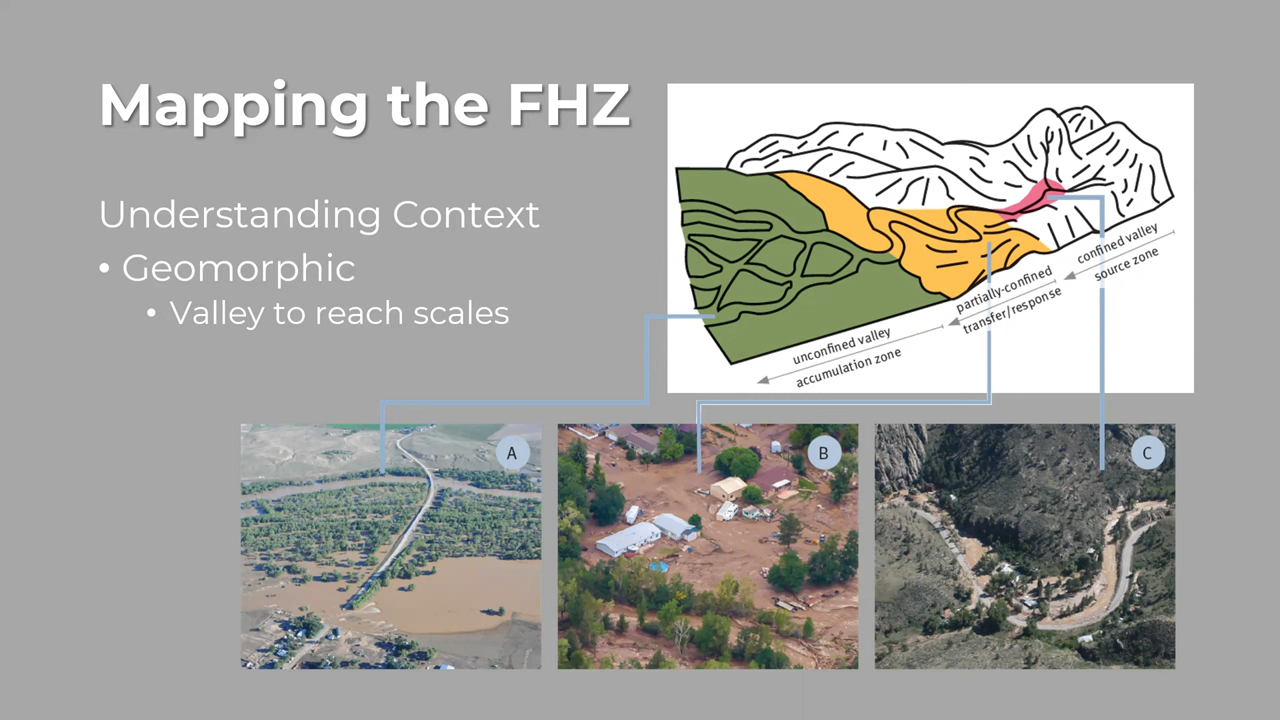 Mapping the FHZ
Understanding Context
• Geomorphic
• Valley to reach scales
confined valley
source zone
partially-confined
transfer/response
unconfined valley
accumulation zone
A
B
C